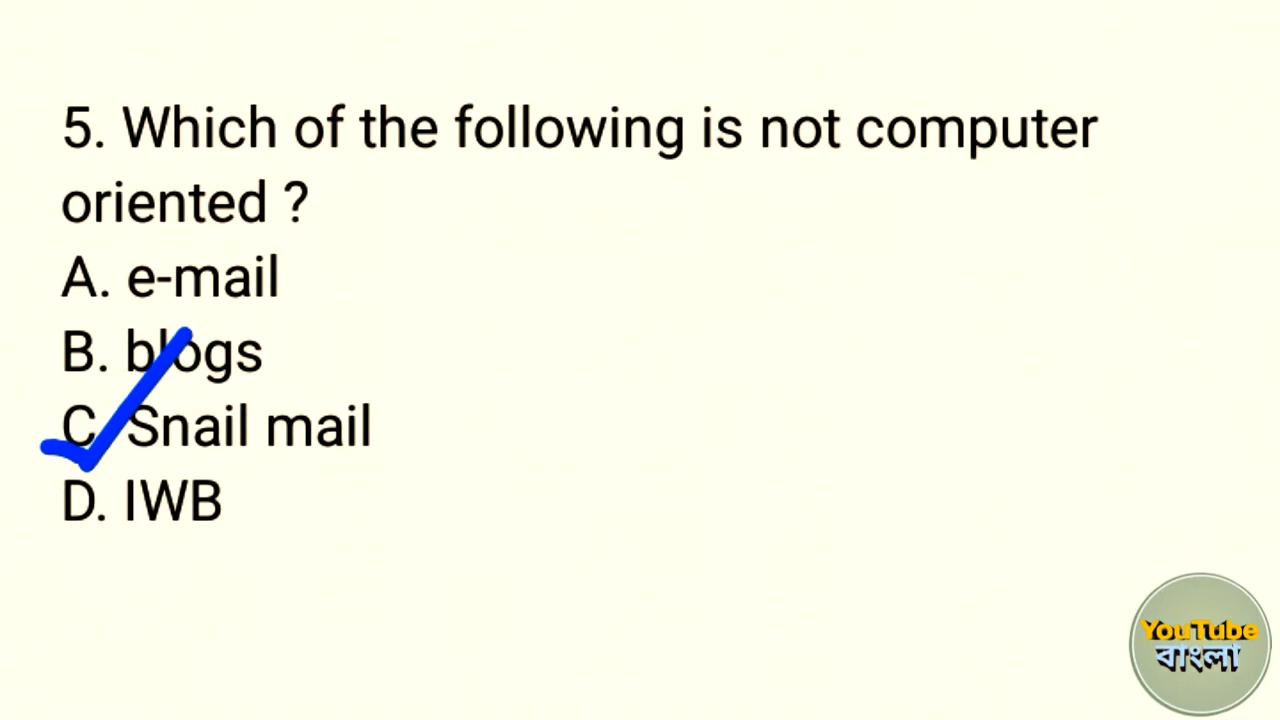 5. Which of the following is not computer
oriented ?
A. e-mail
B. blogs
C. Snail mail
D. IWB
YouTube
বাংলা